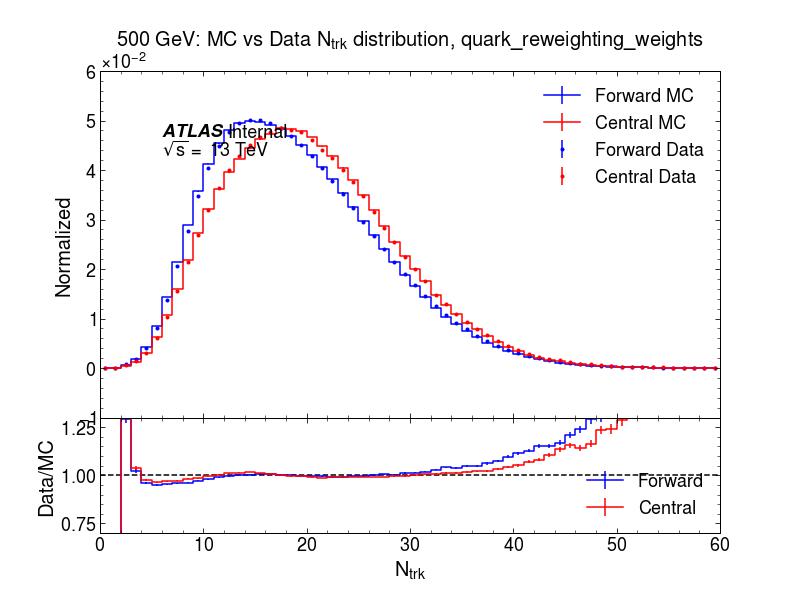 500 GeV: MC vs Data N_trk distribution, quark_reweighting_weights
×10⁻²
6
5
4
3
2
1
0
−1
Normalized
ATLAS Internal
√s = 13 TeV
Forward MC
Central MC
Forward Data
Central Data
1.25
1.00
0.75
Data/MC
Forward
Central
0 10 20 30 40 50 60
N_trk